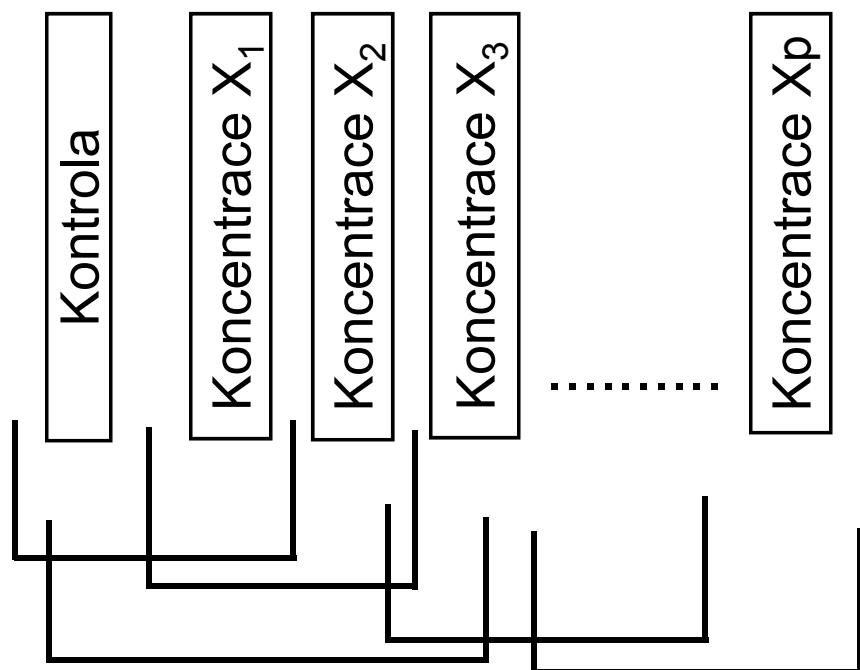 Kontrola
Koncentrace X₁
Koncentrace X₂
Koncentrace X₃
..........
Koncentrace Xp